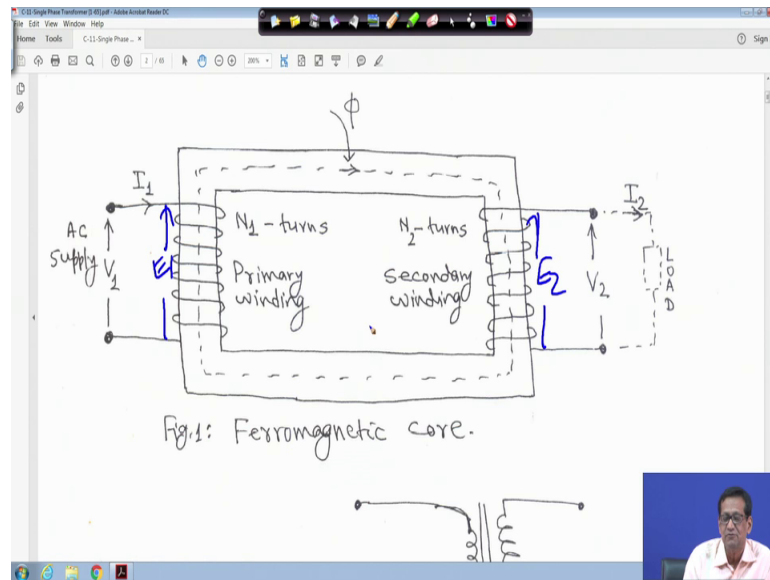 C-11-Single Phase Transformer [1-65].pdf - Adobe Acrobat Reader DC
File Edit View Window Help
Home Tools C-11-Single Phase ... × Sign
2 / 65 200%
ϕ
I1
I2
AC
supply
V1
E1
N1-turns
Primary
winding
N2-turns
secondary
winding
E2
V2
LOAD
Fig.1: Ferromagnetic core.